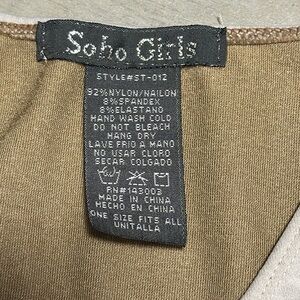 Soho Girls
STYLE#ST-012
92%NYLON/NAILON
8%SPANDEX
8%ELASTANO
HAND WASH COLD
DO NOT BLEACH
HANG DRY
LAVE FRIO A MANO
NO USAR CLORO
SECAR COLGADO
RN#143003
MADE IN CHINA
HECHO EN CHINA
ONE SIZE FITS ALL
UNITALLA